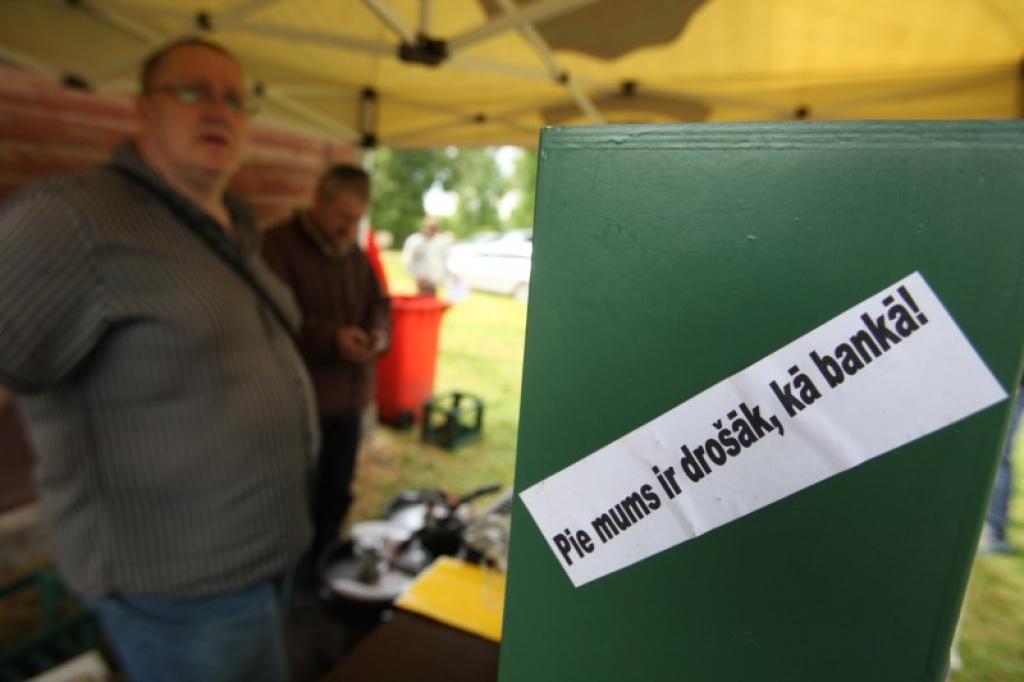 Pie mums ir drošāk, kā bankā!